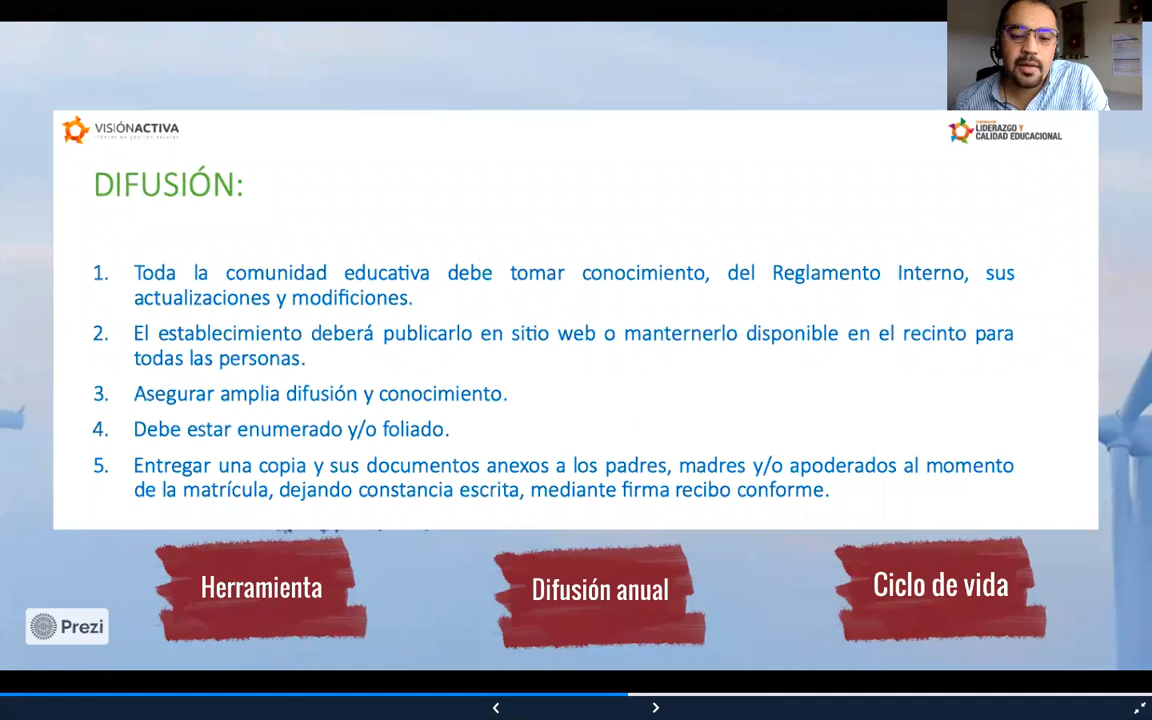 VISIÓNACTIVA
LIDERAZGO Y
CALIDAD EDUCACIONAL
DIFUSIÓN:
1. Toda la comunidad educativa debe tomar conocimiento, del Reglamento Interno, sus
actualizaciones y modificiones.
2. El establecimiento deberá publicarlo en sitio web o manternerlo disponible en el recinto para
todas las personas.
3. Asegurar amplia difusión y conocimiento.
4. Debe estar enumerado y/o foliado.
5. Entregar una copia y sus documentos anexos a los padres, madres y/o apoderados al momento
de la matrícula, dejando constancia escrita, mediante firma recibo conforme.
Herramienta
Difusión anual
Ciclo de vida
Prezi